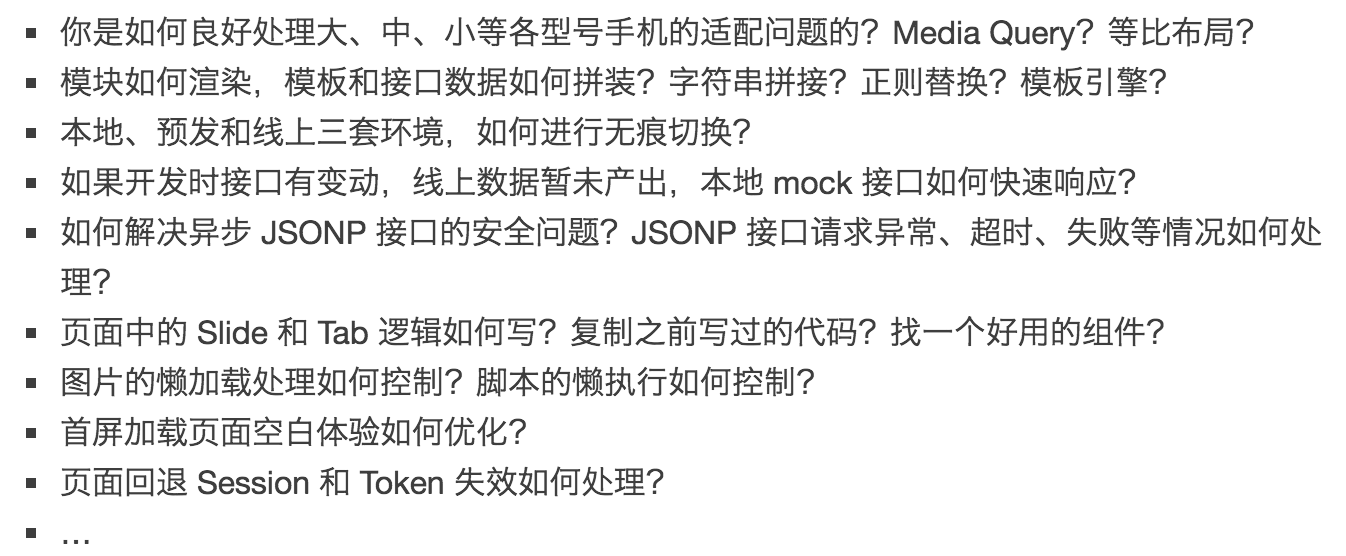 ▪ 你是如何良好处理大、中、小等各型号手机的适配问题的？Media Query？等比布局？
▪ 模块如何渲染，模板和接口数据如何拼装？字符串拼接？正则替换？模板引擎？
▪ 本地、预发和线上三套环境，如何进行无痕切换？
▪ 如果开发时接口有变动，线上数据暂未产出，本地 mock 接口如何快速响应？
▪ 如何解决异步 JSONP 接口的安全问题？JSONP 接口请求异常、超时、失败等情况如何处
理？
▪ 页面中的 Slide 和 Tab 逻辑如何写？复制之前写过的代码？找一个好用的组件？
▪ 图片的懒加载处理如何控制？脚本的懒执行如何控制？
▪ 首屏加载页面空白体验如何优化？
▪ 页面回退 Session 和 Token 失效如何处理？
▪ ...